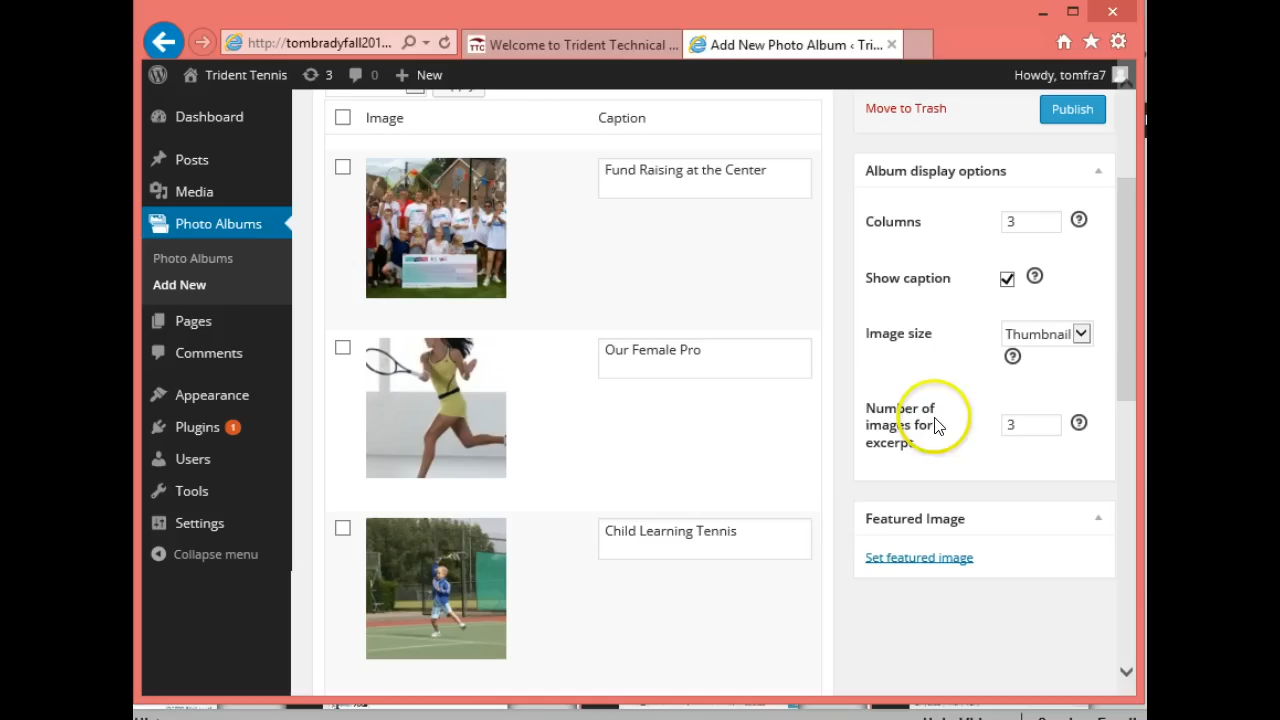 http://tombradyfall201...
TTC Welcome to Trident Technical ...
Add New Photo Album ‹ Tri...
Trident Tennis
3
0
New
Howdy, tomfra7
Dashboard
Posts
Media
Photo Albums
Photo Albums
Add New
Pages
Comments
Appearance
Plugins 1
Users
Tools
Settings
Collapse menu
Image
Caption
Fund Raising at the Center
Our Female Pro
Child Learning Tennis
Move to Trash
Publish
Album display options
Columns
3
Show caption
Image size
Thumbnail
Number of
images for
excerpt
3
Featured Image
Set featured image